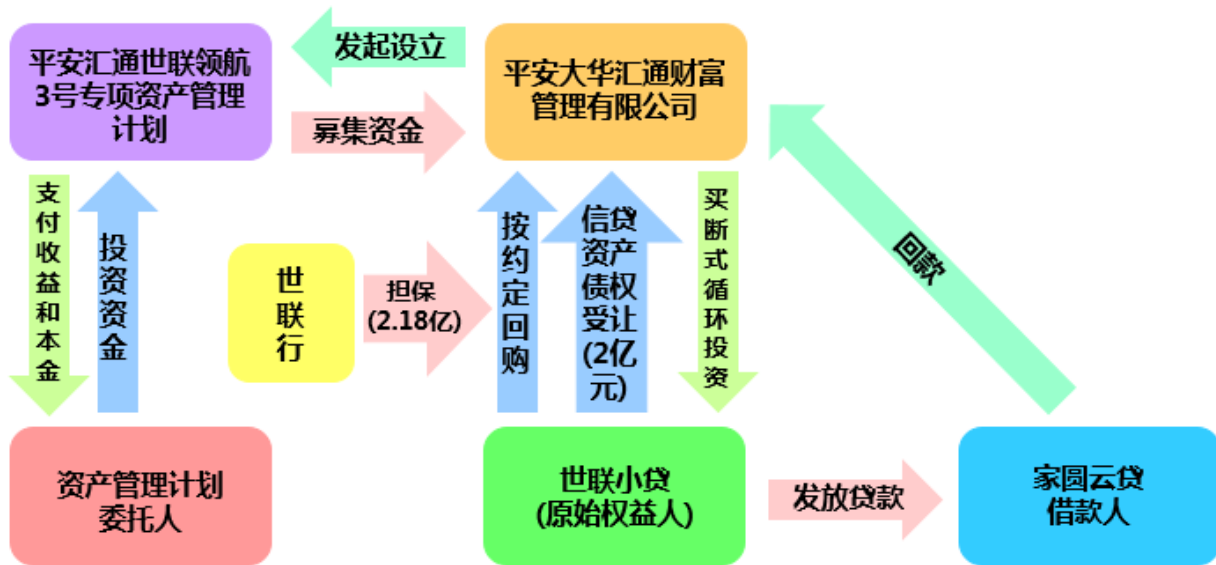 平安汇通世联领航
3号专项资产管理
计划
发起设立
募集资金
平安大华汇通财富
管理有限公司
支付收益和本金
投资资金
世联行
担保
(2.18亿)
按约定回购
信贷资产债权受让(2亿元)
买断式循环投资
回款
资产管理计划
委托人
世联小贷
(原始权益人)
发放贷款
家圆云贷
借款人